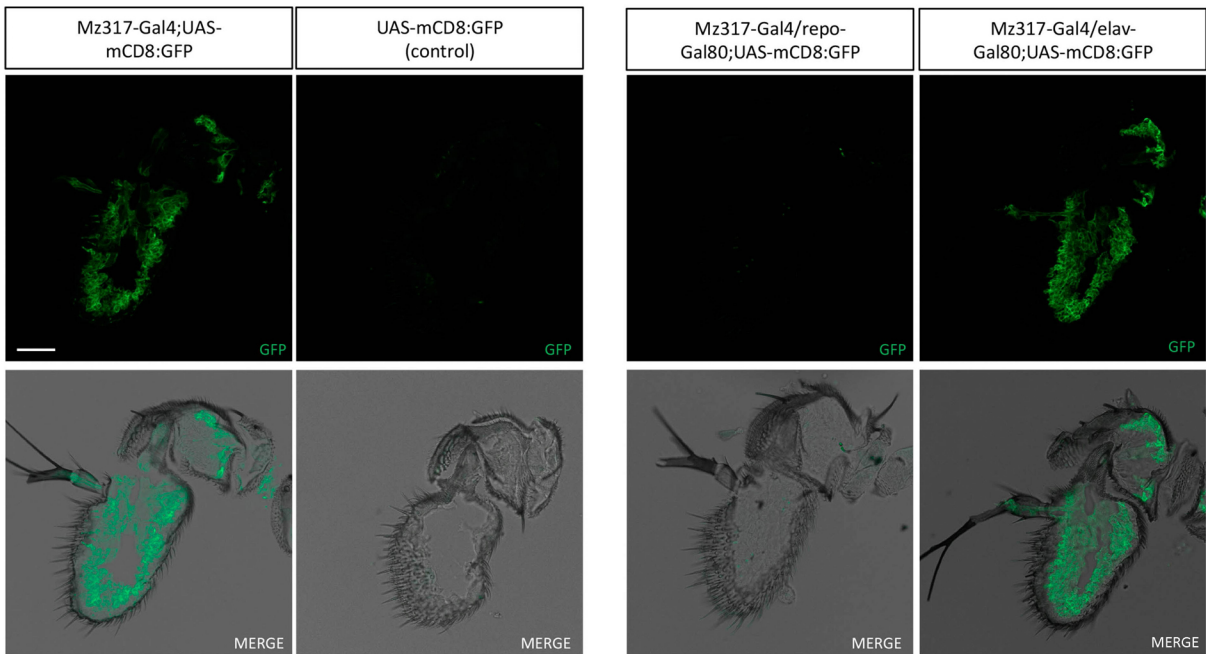 Mz317-Gal4;UAS-
mCD8:GFP
UAS-mCD8:GFP
(control)
Mz317-Gal4/repo-
Gal80;UAS-mCD8:GFP
Mz317-Gal4/elav-
Gal80;UAS-mCD8:GFP
GFP
GFP
GFP
GFP
MERGE
MERGE
MERGE
MERGE